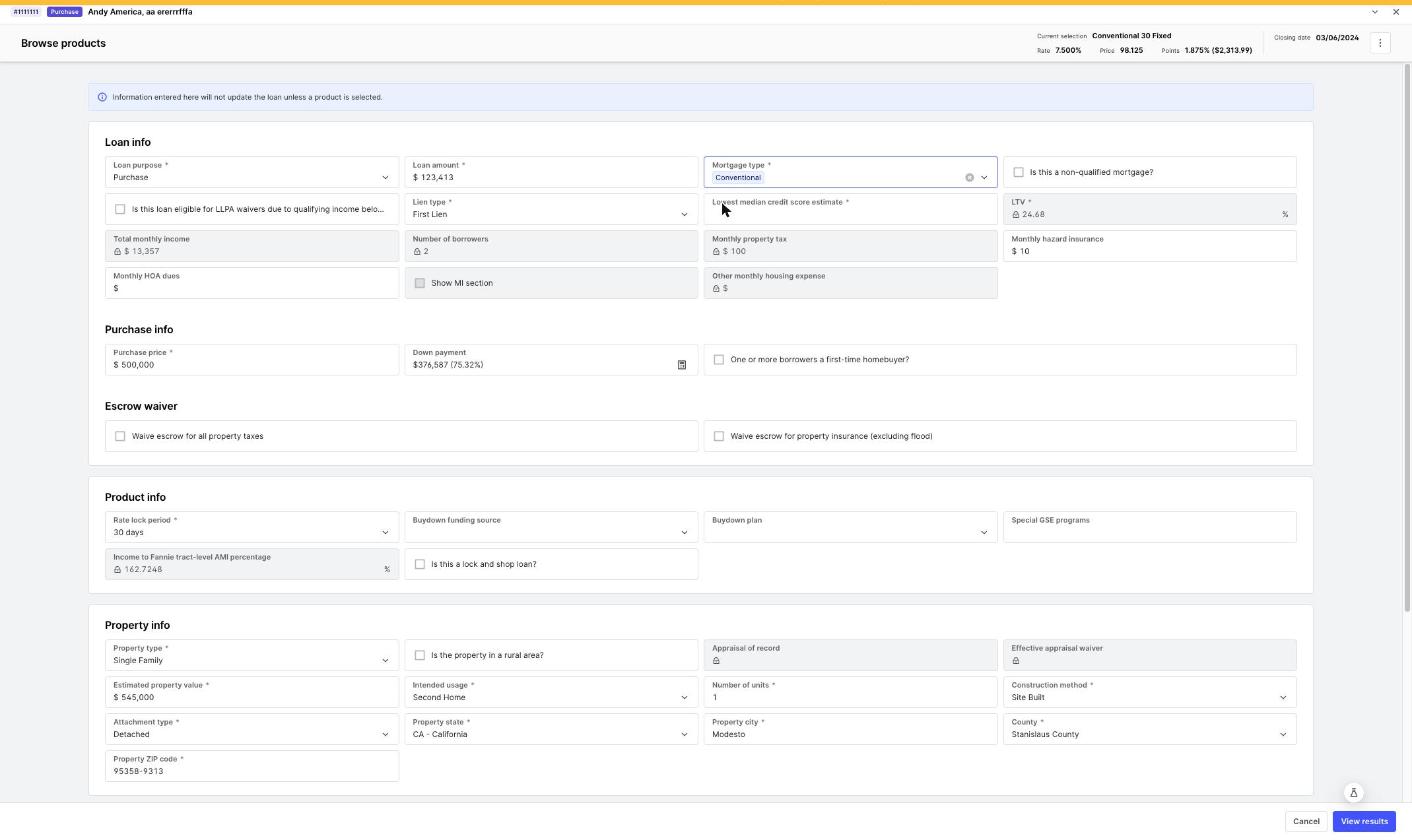 #1111111 Purchase Andy America, aa ererrrfffa
Browse products
Current selection Conventional 30 Fixed
Rate 7.500% Price 98.125 Points 1.875% ($2,313.99)
Closing date 03/06/2024
Information entered here will not update the loan unless a product is selected.
Loan info
Loan purpose *
Purchase
Loan amount *
$ 123,413
Mortgage type *
Conventional
Is this a non-qualified mortgage?
Is this loan eligible for LLPA waivers due to qualifying income belo...
Lien type *
First Lien
Lowest median credit score estimate *
LTV *
24.68 %
Total monthly income
$ 13,357
Number of borrowers
2
Monthly property tax
$ 100
Monthly hazard insurance
$ 10
Monthly HOA dues
$
Show MI section
Other monthly housing expense
$
Purchase info
Purchase price *
$ 500,000
Down payment
$376,587 (75.32%)
One or more borrowers a first-time homebuyer?
Escrow waiver
Waive escrow for all property taxes
Waive escrow for property insurance (excluding flood)
Product info
Rate lock period *
30 days
Buydown funding source
Buydown plan
Special GSE programs
Income to Fannie tract-level AMI percentage
162.7248 %
Is this a lock and shop loan?
Property info
Property type *
Single Family
Is the property in a rural area?
Appraisal of record
Effective appraisal waiver
Estimated property value *
$ 545,000
Intended usage *
Second Home
Number of units *
1
Construction method *
Site Built
Attachment type *
Detached
Property state *
CA - California
Property city *
Modesto
County *
Stanislaus County
Property ZIP code *
95358-9313
Cancel
View results